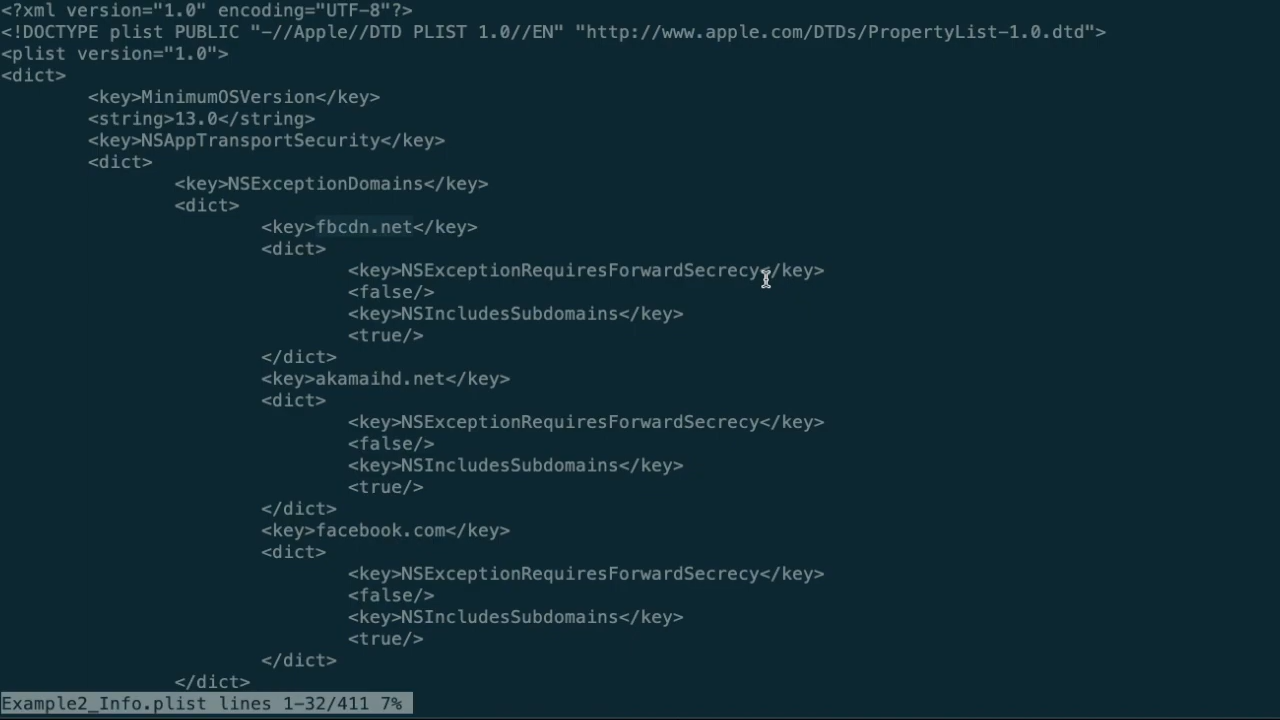 <?xml version="1.0" encoding="UTF-8"?>
<!DOCTYPE plist PUBLIC "-//Apple//DTD PLIST 1.0//EN" "http://www.apple.com/DTDs/PropertyList-1.0.dtd">
<plist version="1.0">
<dict>
<key>MinimumOSVersion</key>
<string>13.0</string>
<key>NSAppTransportSecurity</key>
<dict>
<key>NSExceptionDomains</key>
<dict>
<key>fbcdn.net</key>
<dict>
<key>NSExceptionRequiresForwardSecrecy</key>
<false/>
<key>NSIncludesSubdomains</key>
<true/>
</dict>
<key>akamaihd.net</key>
<dict>
<key>NSExceptionRequiresForwardSecrecy</key>
<false/>
<key>NSIncludesSubdomains</key>
<true/>
</dict>
<key>facebook.com</key>
<dict>
<key>NSExceptionRequiresForwardSecrecy</key>
<false/>
<key>NSIncludesSubdomains</key>
<true/>
</dict>
</dict>
Example2_Info.plist lines 1-32/411 7%